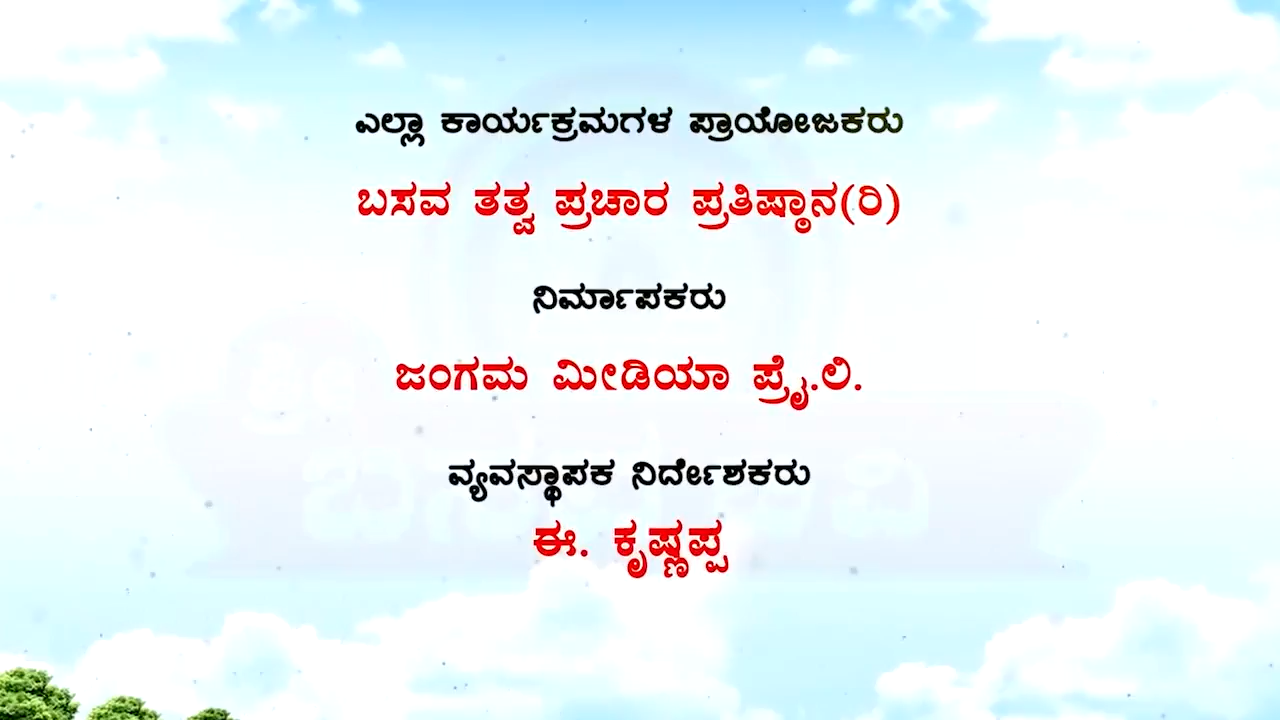 ಎಲ್ಲಾ ಕಾರ್ಯಕ್ರಮಗಳ ಪ್ರಾಯೋಜಕರು
ಬಸವ ತತ್ವ ಪ್ರಚಾರ ಪ್ರತಿಷ್ಠಾನ(ರಿ)
ನಿರ್ಮಾಪಕರು
ಜಂಗಮ ಮೀಡಿಯಾ ಪ್ರೈ.ಲಿ.
ವ್ಯವಸ್ಥಾಪಕ ನಿರ್ದೇಶಕರು
ಈ. ಕೃಷ್ಣಪ್ಪ